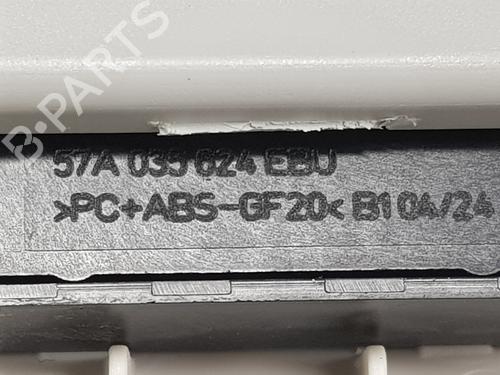 B-PARTS
57A 035 624 EBU
>PC+ABS-GF20< B1 04/24